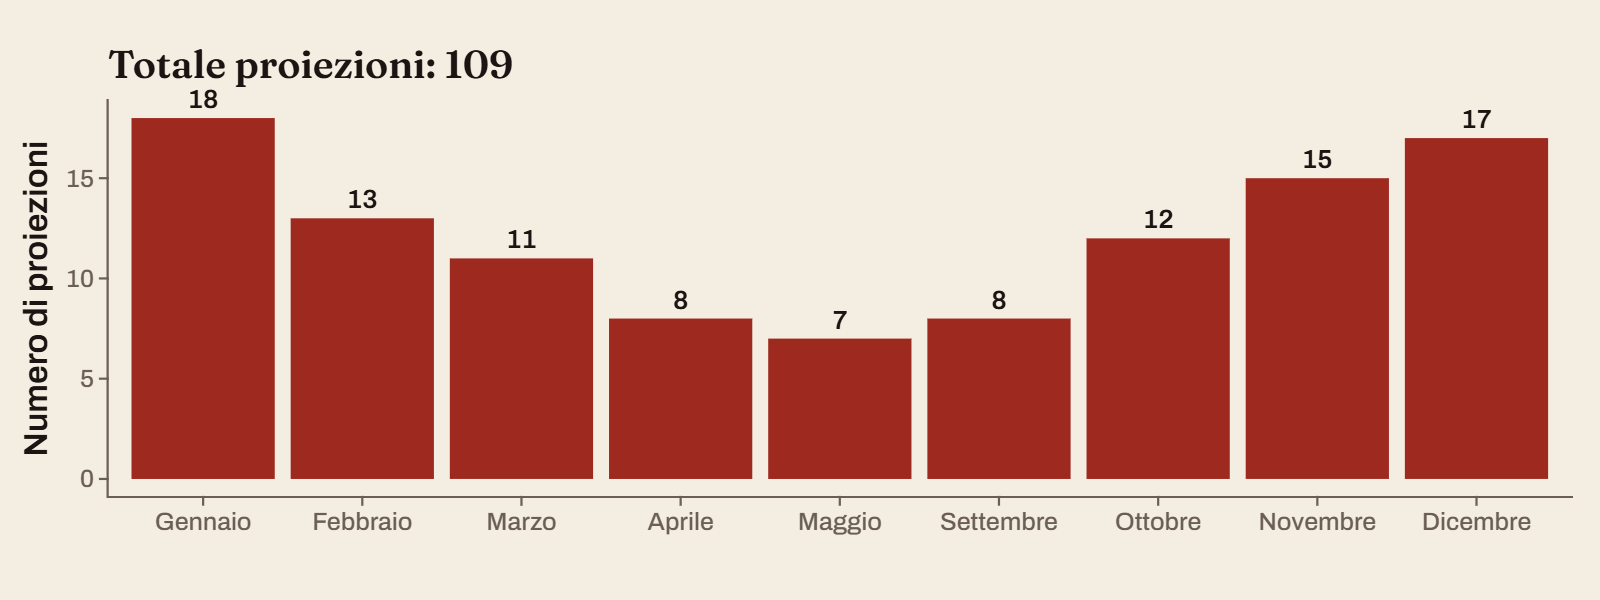 Totale proiezioni: 109
Numero di proiezioni
15
10
5
0
18
13
11
8
7
8
12
15
17
Gennaio
Febbraio
Marzo
Aprile
Maggio
Settembre
Ottobre
Novembre
Dicembre